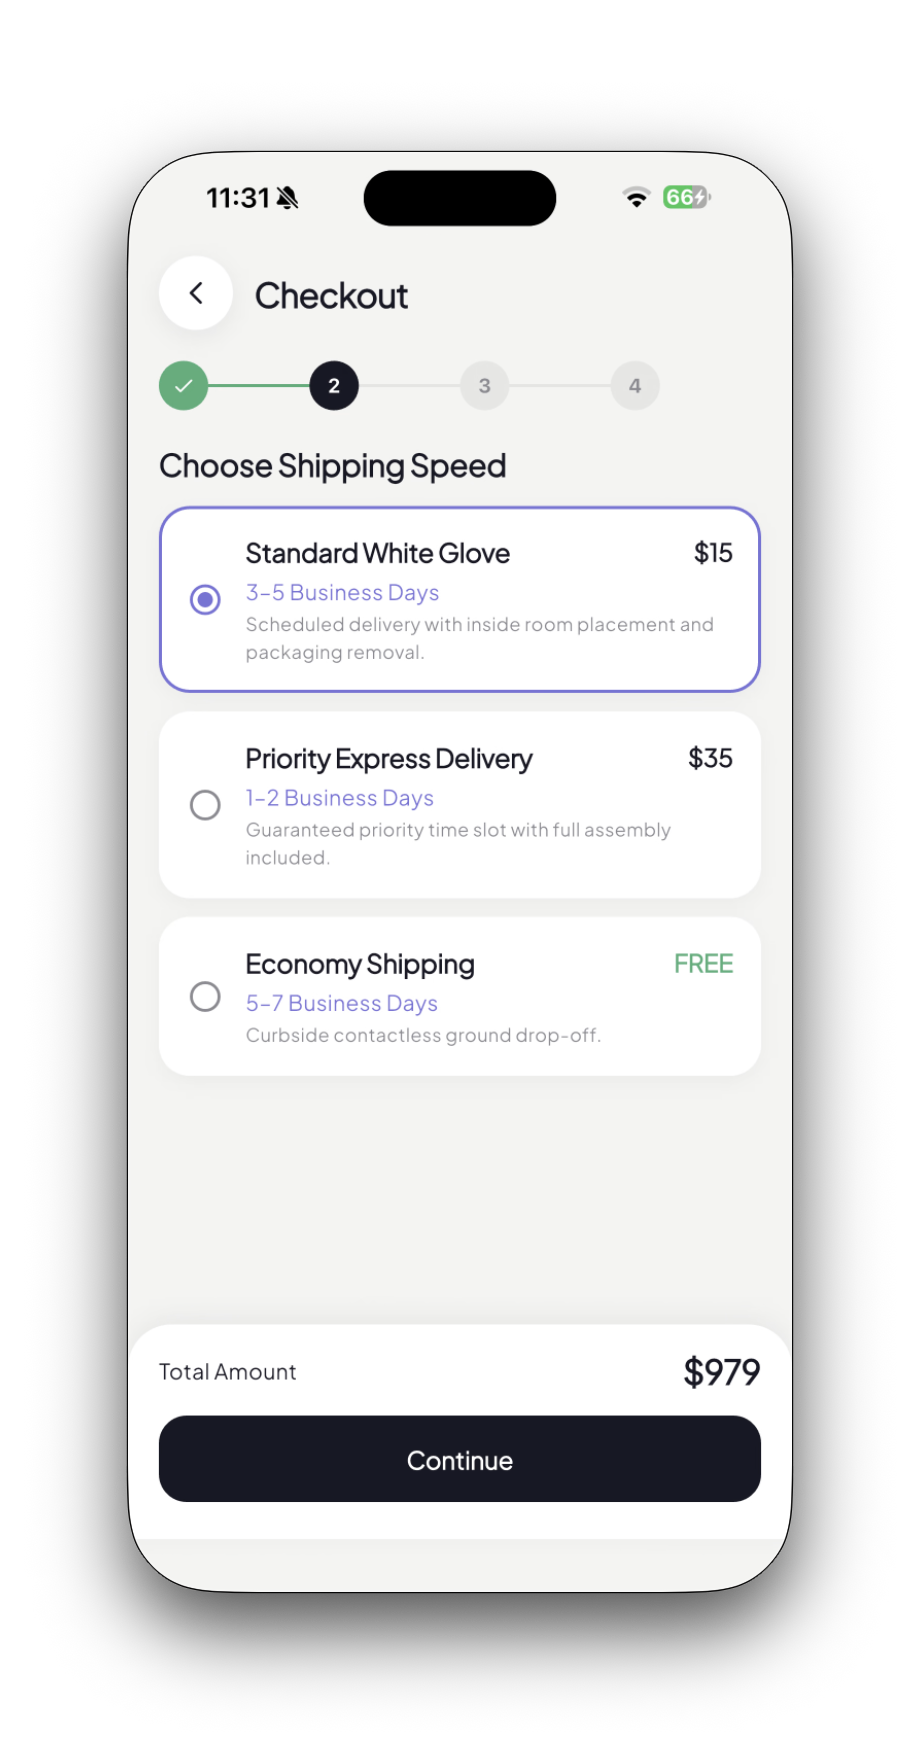 11:31
66
Checkout
2
3
4
Choose Shipping Speed
Standard White Glove
$15
3–5 Business Days
Scheduled delivery with inside room placement and
packaging removal.
Priority Express Delivery
$35
1–2 Business Days
Guaranteed priority time slot with full assembly
included.
Economy Shipping
FREE
5–7 Business Days
Curbside contactless ground drop-off.
Total Amount
$979
Continue